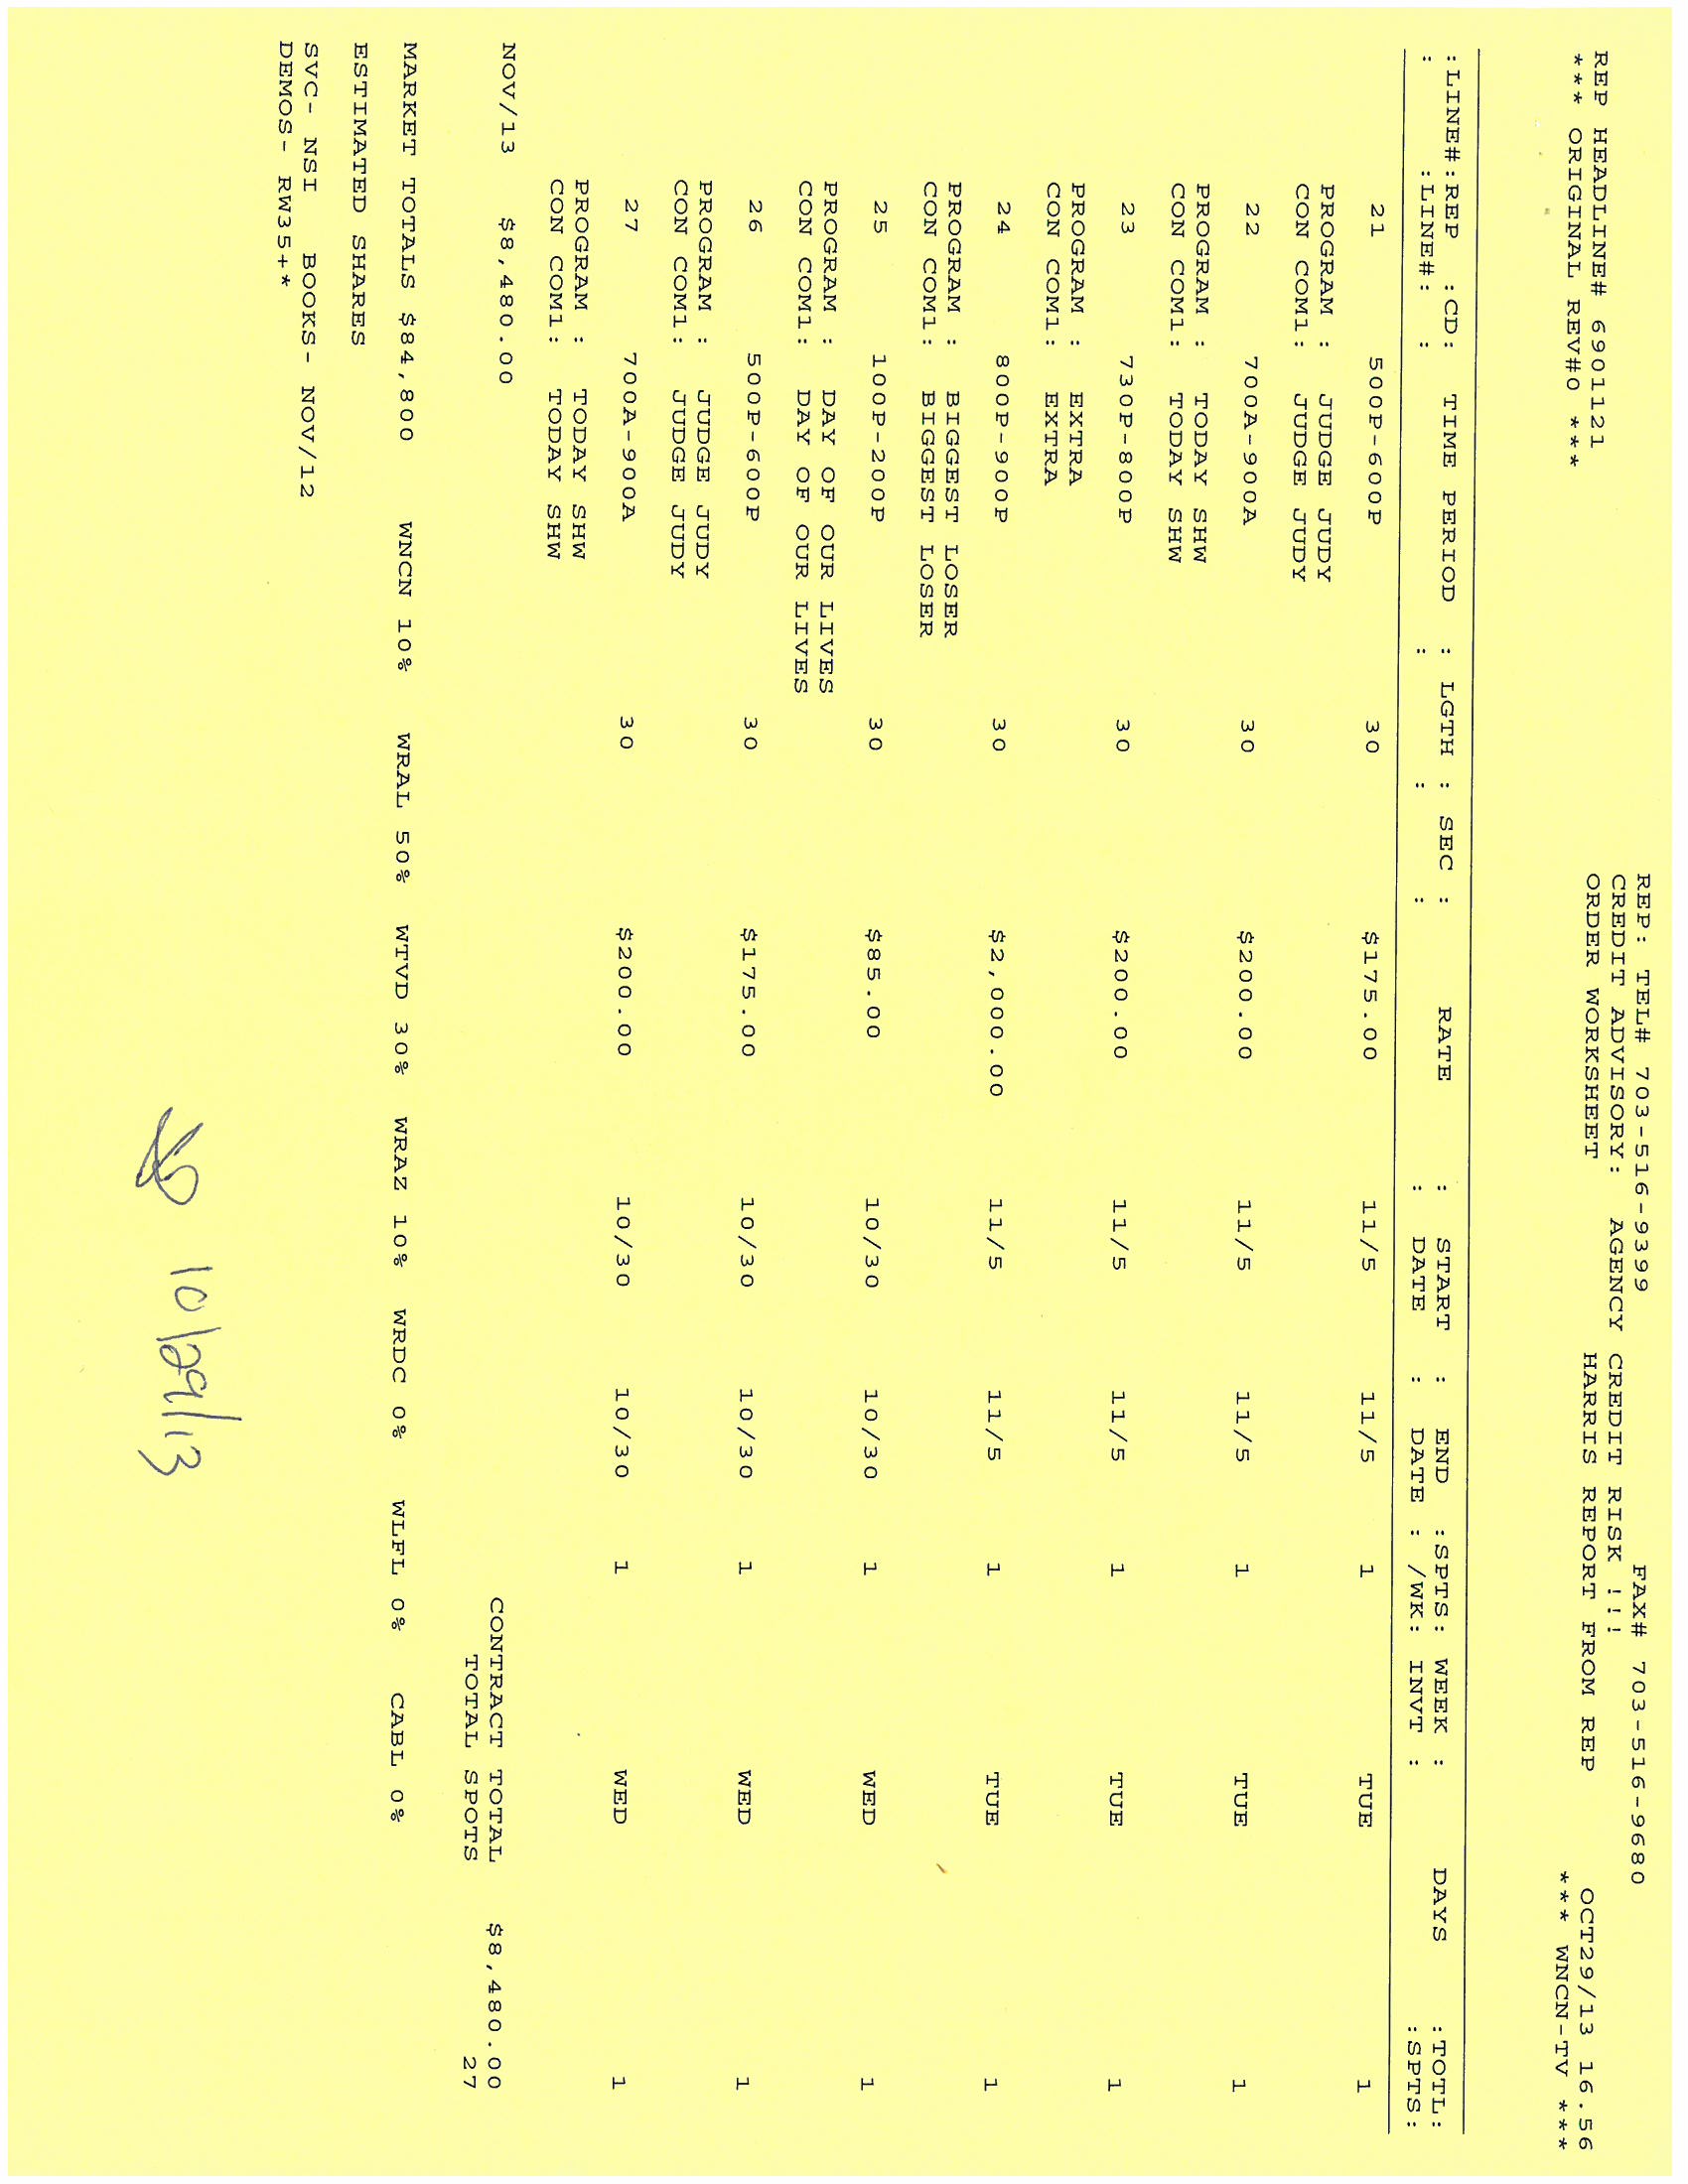 REP: TEL# 703-516-9399 FAX# 703-516-9680
CREDIT ADVISORY: AGENCY CREDIT RISK !!!
REP HEADLINE# 6901121 ORDER WORKSHEET HARRIS REPORT FROM REP OCT29/13 16.56
*** ORIGINAL REV#0 *** *** WNCN-TV ***
:LINE#:REP :CD: TIME PERIOD : LGTH : SEC : RATE : START : END :SPTS: WEEK : DAYS :TOTL:
: :LINE#: : : : : : DATE : DATE : /WK: INVT : :SPTS:
21 500P-600P 30 $175.00 11/5 11/5 1 TUE 1
PROGRAM : JUDGE JUDY
CON COM1: JUDGE JUDY
22 700A-900A 30 $200.00 11/5 11/5 1 TUE 1
PROGRAM : TODAY SHW
CON COM1: TODAY SHW
23 730P-800P 30 $200.00 11/5 11/5 1 TUE 1
PROGRAM : EXTRA
CON COM1: EXTRA
24 800P-900P 30 $2,000.00 11/5 11/5 1 TUE 1
PROGRAM : BIGGEST LOSER
CON COM1: BIGGEST LOSER
25 100P-200P 30 $85.00 10/30 10/30 1 WED 1
PROGRAM : DAY OF OUR LIVES
CON COM1: DAY OF OUR LIVES
26 500P-600P 30 $175.00 10/30 10/30 1 WED 1
PROGRAM : JUDGE JUDY
CON COM1: JUDGE JUDY
27 700A-900A 30 $200.00 10/30 10/30 1 WED 1
PROGRAM : TODAY SHW
CON COM1: TODAY SHW
NOV/13 $8,480.00 CONTRACT TOTAL $8,480.00
TOTAL SPOTS 27
MARKET TOTALS $84,800 WNCN 10% WRAL 50% WTVD 30% WRAZ 10% WRDC 0% WLFL 0% CABL 0%
ESTIMATED SHARES
SVC- NSI BOOKS- NOV/12
DEMOS- RW35+*
10/29/13